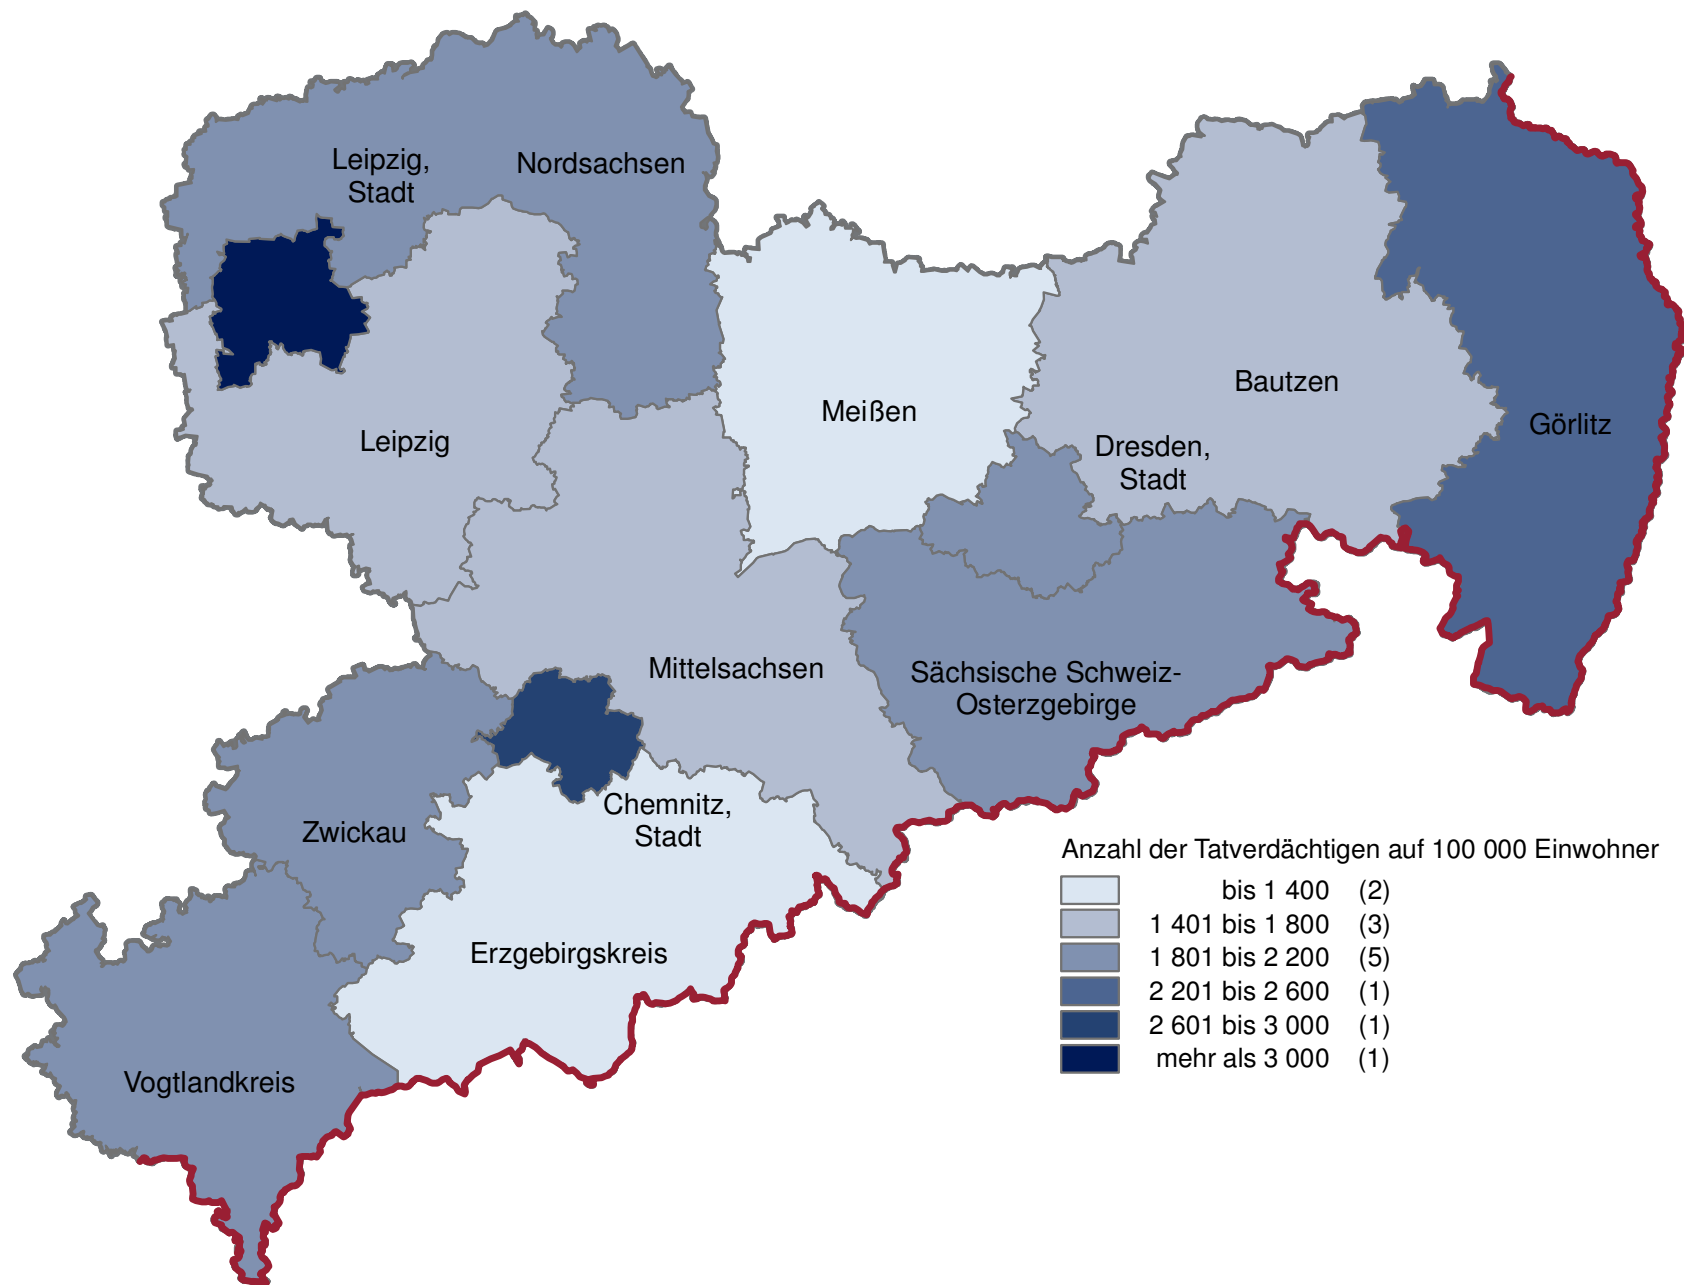 Leipzig,
Stadt
Nordsachsen
Bautzen
Meißen
Görlitz
Leipzig
Dresden,
Stadt
Mittelsachsen
Sächsische Schweiz-
Osterzgebirge
Chemnitz,
Stadt
Zwickau
Erzgebirgskreis
Vogtlandkreis
Anzahl der Tatverdächtigen auf 100 000 Einwohner
bis 1 400 (2)
1 401 bis 1 800 (3)
1 801 bis 2 200 (5)
2 201 bis 2 600 (1)
2 601 bis 3 000 (1)
mehr als 3 000 (1)